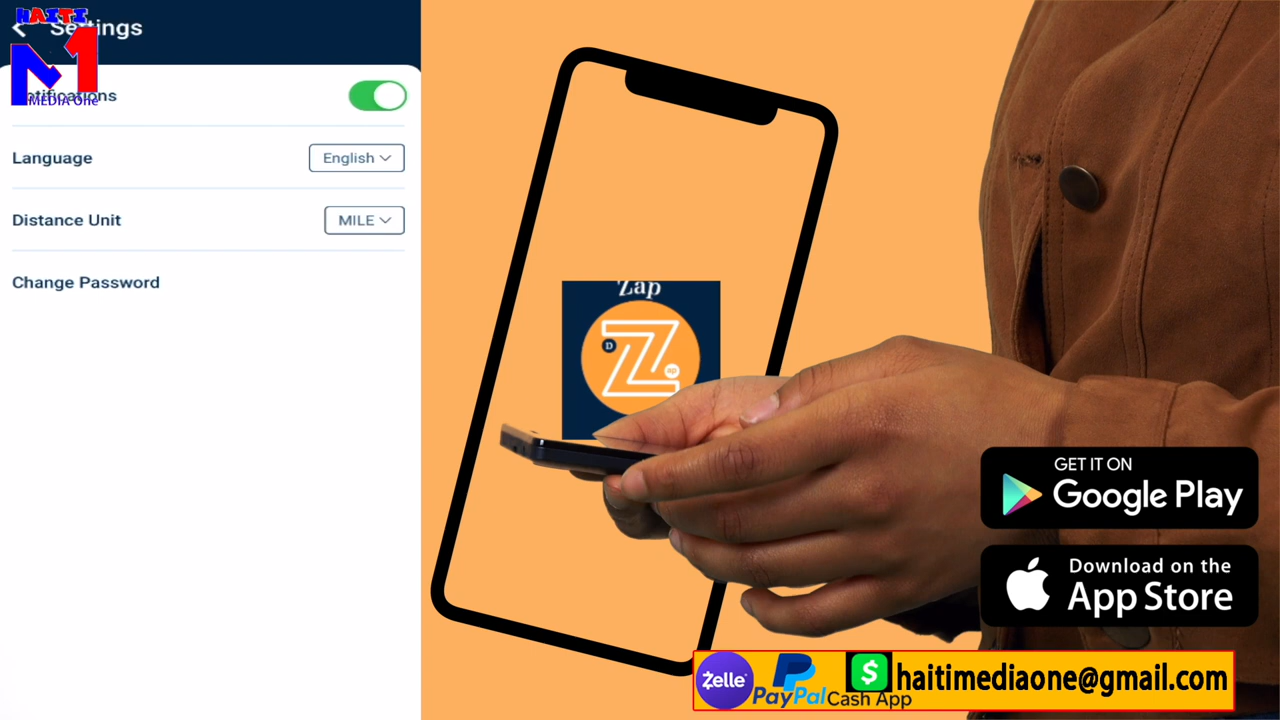 HAITI
M1
MEDIA One
Settings
Notifications
Language
English
Distance Unit
MILE
Change Password
Zap
D
Z
GET IT ON
Google Play
Download on the
App Store
Zelle
PayPal
$
Cash App
haitimediaone@gmail.com